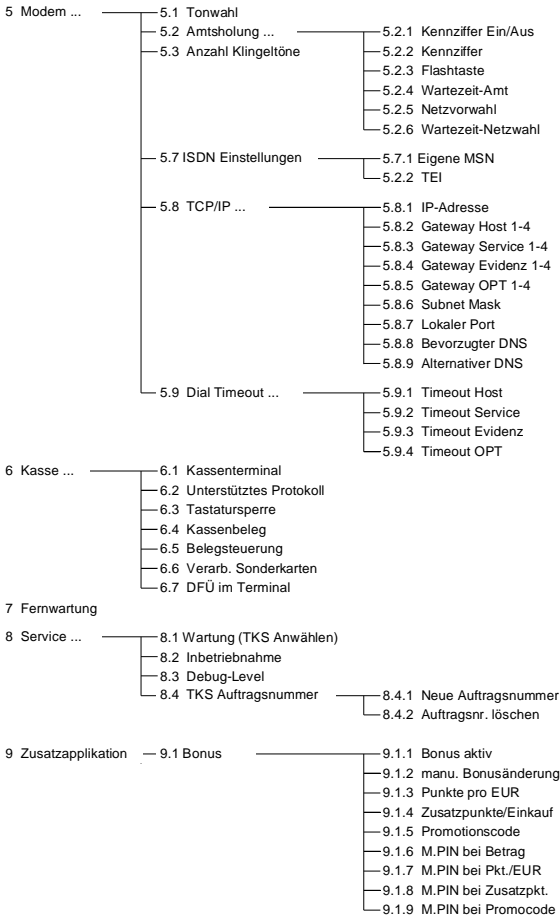 5 Modem ...
5.1 Tonwahl
5.2 Amtsholung ...
5.2.1 Kennziffer Ein/Aus
5.2.2 Kennziffer
5.2.3 Flashtaste
5.2.4 Wartezeit-Amt
5.2.5 Netzvorwahl
5.2.6 Wartezeit-Netzwahl
5.3 Anzahl Klingeltöne
5.7 ISDN Einstellungen
5.7.1 Eigene MSN
5.2.2 TEI
5.8 TCP/IP ...
5.8.1 IP-Adresse
5.8.2 Gateway Host 1-4
5.8.3 Gateway Service 1-4
5.8.4 Gateway Evidenz 1-4
5.8.5 Gateway OPT 1-4
5.8.6 Subnet Mask
5.8.7 Lokaler Port
5.8.8 Bevorzugter DNS
5.8.9 Alternativer DNS
5.9 Dial Timeout ...
5.9.1 Timeout Host
5.9.2 Timeout Service
5.9.3 Timeout Evidenz
5.9.4 Timeout OPT
6 Kasse ...
6.1 Kassenterminal
6.2 Unterstütztes Protokoll
6.3 Tastatursperre
6.4 Kassenbeleg
6.5 Belegsteuerung
6.6 Verarb. Sonderkarten
6.7 DFÜ im Terminal
7 Fernwartung
8 Service ...
8.1 Wartung (TKS Anwählen)
8.2 Inbetriebnahme
8.3 Debug-Level
8.4 TKS Auftragsnummer
8.4.1 Neue Auftragsnummer
8.4.2 Auftragsnr. löschen
9 Zusatzapplikation
9.1 Bonus
9.1.1 Bonus aktiv
9.1.2 manu. Bonusänderung
9.1.3 Punkte pro EUR
9.1.4 Zusatzpunkte/Einkauf
9.1.5 Promotionscode
9.1.6 M.PIN bei Betrag
9.1.7 M.PIN bei Pkt./EUR
9.1.8 M.PIN bei Zusatzpkt.
9.1.9 M.PIN bei Promocode